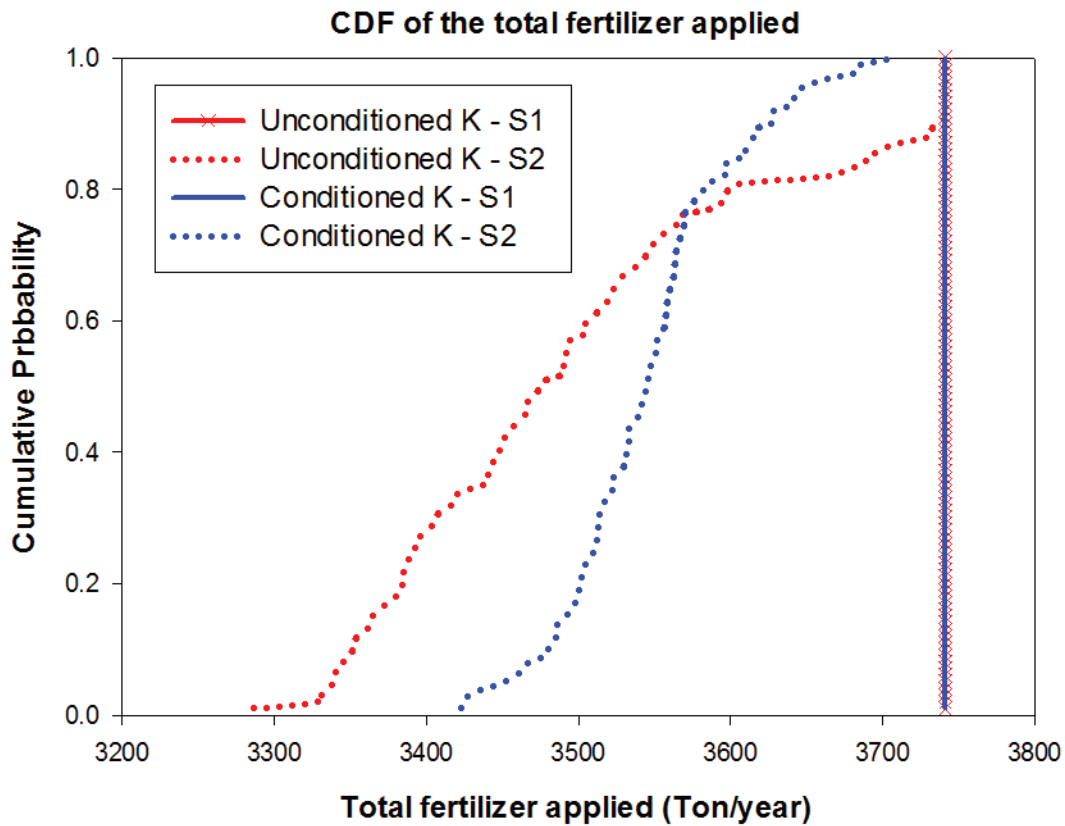 CDF of the total fertilizer applied
1.0
0.8
0.6
0.4
0.2
0.0
Cumulative Prbbability
Unconditioned K - S1
Unconditioned K - S2
Conditioned K - S1
Conditioned K - S2
3200 3300 3400 3500 3600 3700 3800
Total fertilizer applied (Ton/year)